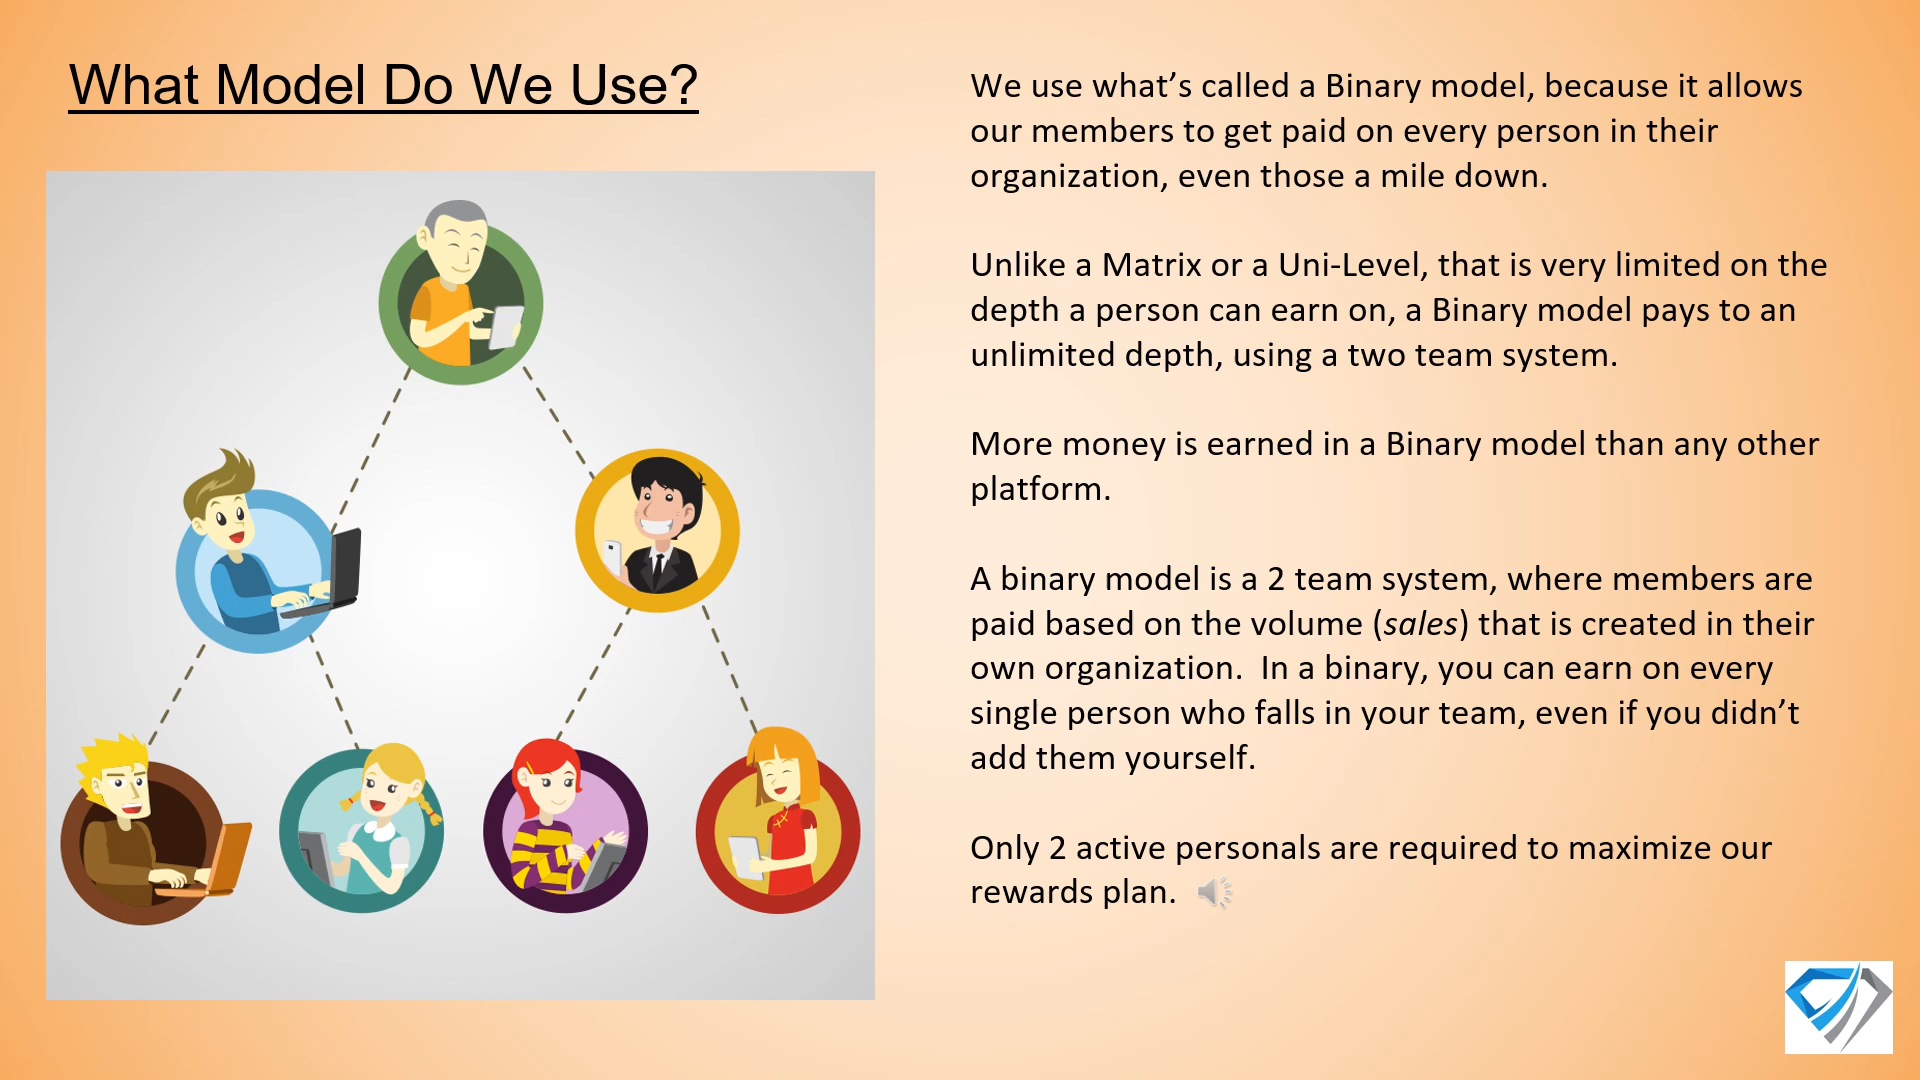 What Model Do We Use?
We use what’s called a Binary model, because it allows
our members to get paid on every person in their
organization, even those a mile down.
Unlike a Matrix or a Uni-Level, that is very limited on the
depth a person can earn on, a Binary model pays to an
unlimited depth, using a two team system.
More money is earned in a Binary model than any other
platform.
A binary model is a 2 team system, where members are
paid based on the volume (sales) that is created in their
own organization.  In a binary, you can earn on every
single person who falls in your team, even if you didn’t
add them yourself.
Only 2 active personals are required to maximize our
rewards plan.